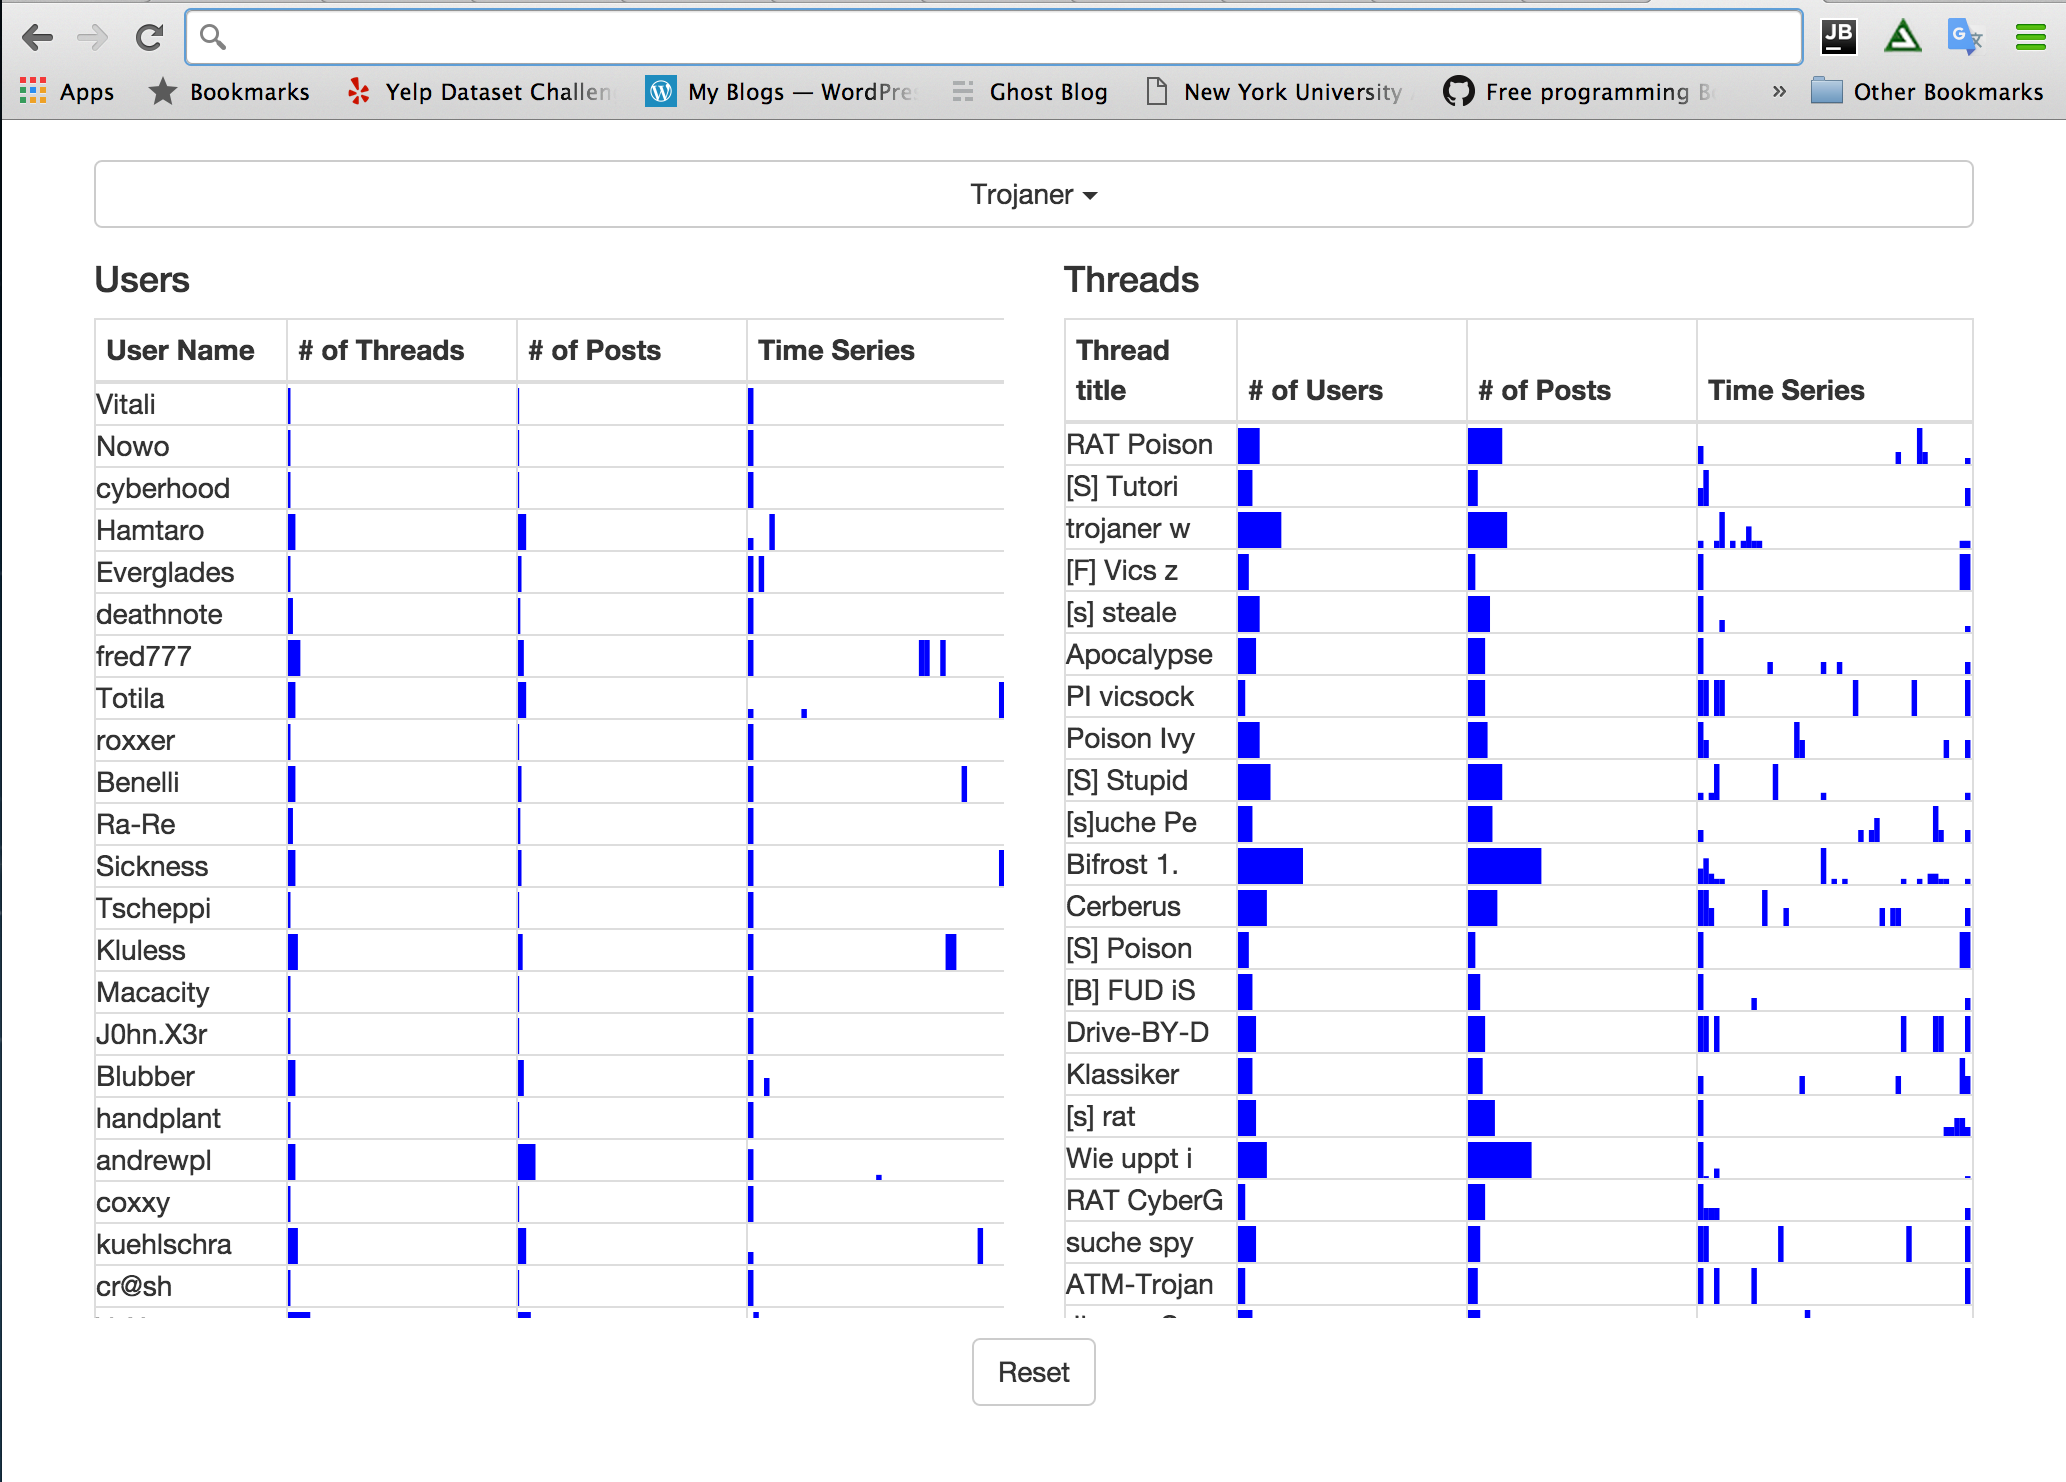 JB
G
Apps
Bookmarks
Yelp Dataset Challen
My Blogs — WordPre
Ghost Blog
New York University
Free programming B
»
Other Bookmarks
Trojaner
Users
Threads
User Name # of Threads # of Posts Time Series
Vitali
Nowo
cyberhood
Hamtaro
Everglades
deathnote
fred777
Totila
roxxer
Benelli
Ra-Re
Sickness
Tscheppi
Kluless
Macacity
J0hn.X3r
Blubber
handplant
andrewpl
coxxy
kuehlschra
cr@sh
Thread
title # of Users # of Posts Time Series
RAT Poison
[S] Tutori
trojaner w
[F] Vics z
[s] steale
Apocalypse
PI vicsock
Poison Ivy
[S] Stupid
[s]uche Pe
Bifrost 1.
Cerberus
[S] Poison
[B] FUD iS
Drive-BY-D
Klassiker
[s] rat
Wie uppt i
RAT CyberG
suche spy
ATM-Trojan
Reset